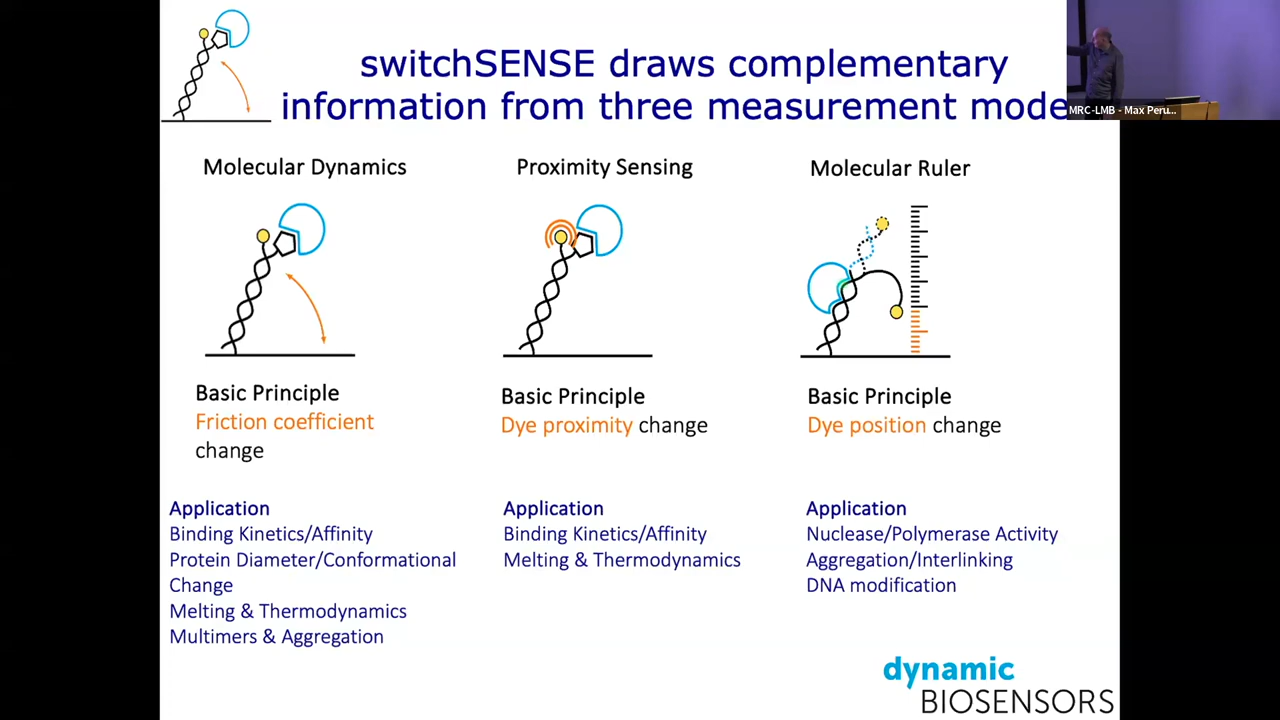 switchSENSE draws complementary
information from three measurement mode
MRC-LMB - Max Peru...
Molecular Dynamics
Proximity Sensing
Molecular Ruler
Basic Principle
Friction coefficient
change
Basic Principle
Dye proximity change
Basic Principle
Dye position change
Application
Binding Kinetics/Affinity
Protein Diameter/Conformational
Change
Melting & Thermodynamics
Multimers & Aggregation
Application
Binding Kinetics/Affinity
Melting & Thermodynamics
Application
Nuclease/Polymerase Activity
Aggregation/Interlinking
DNA modification
dynamic
BIOSENSORS